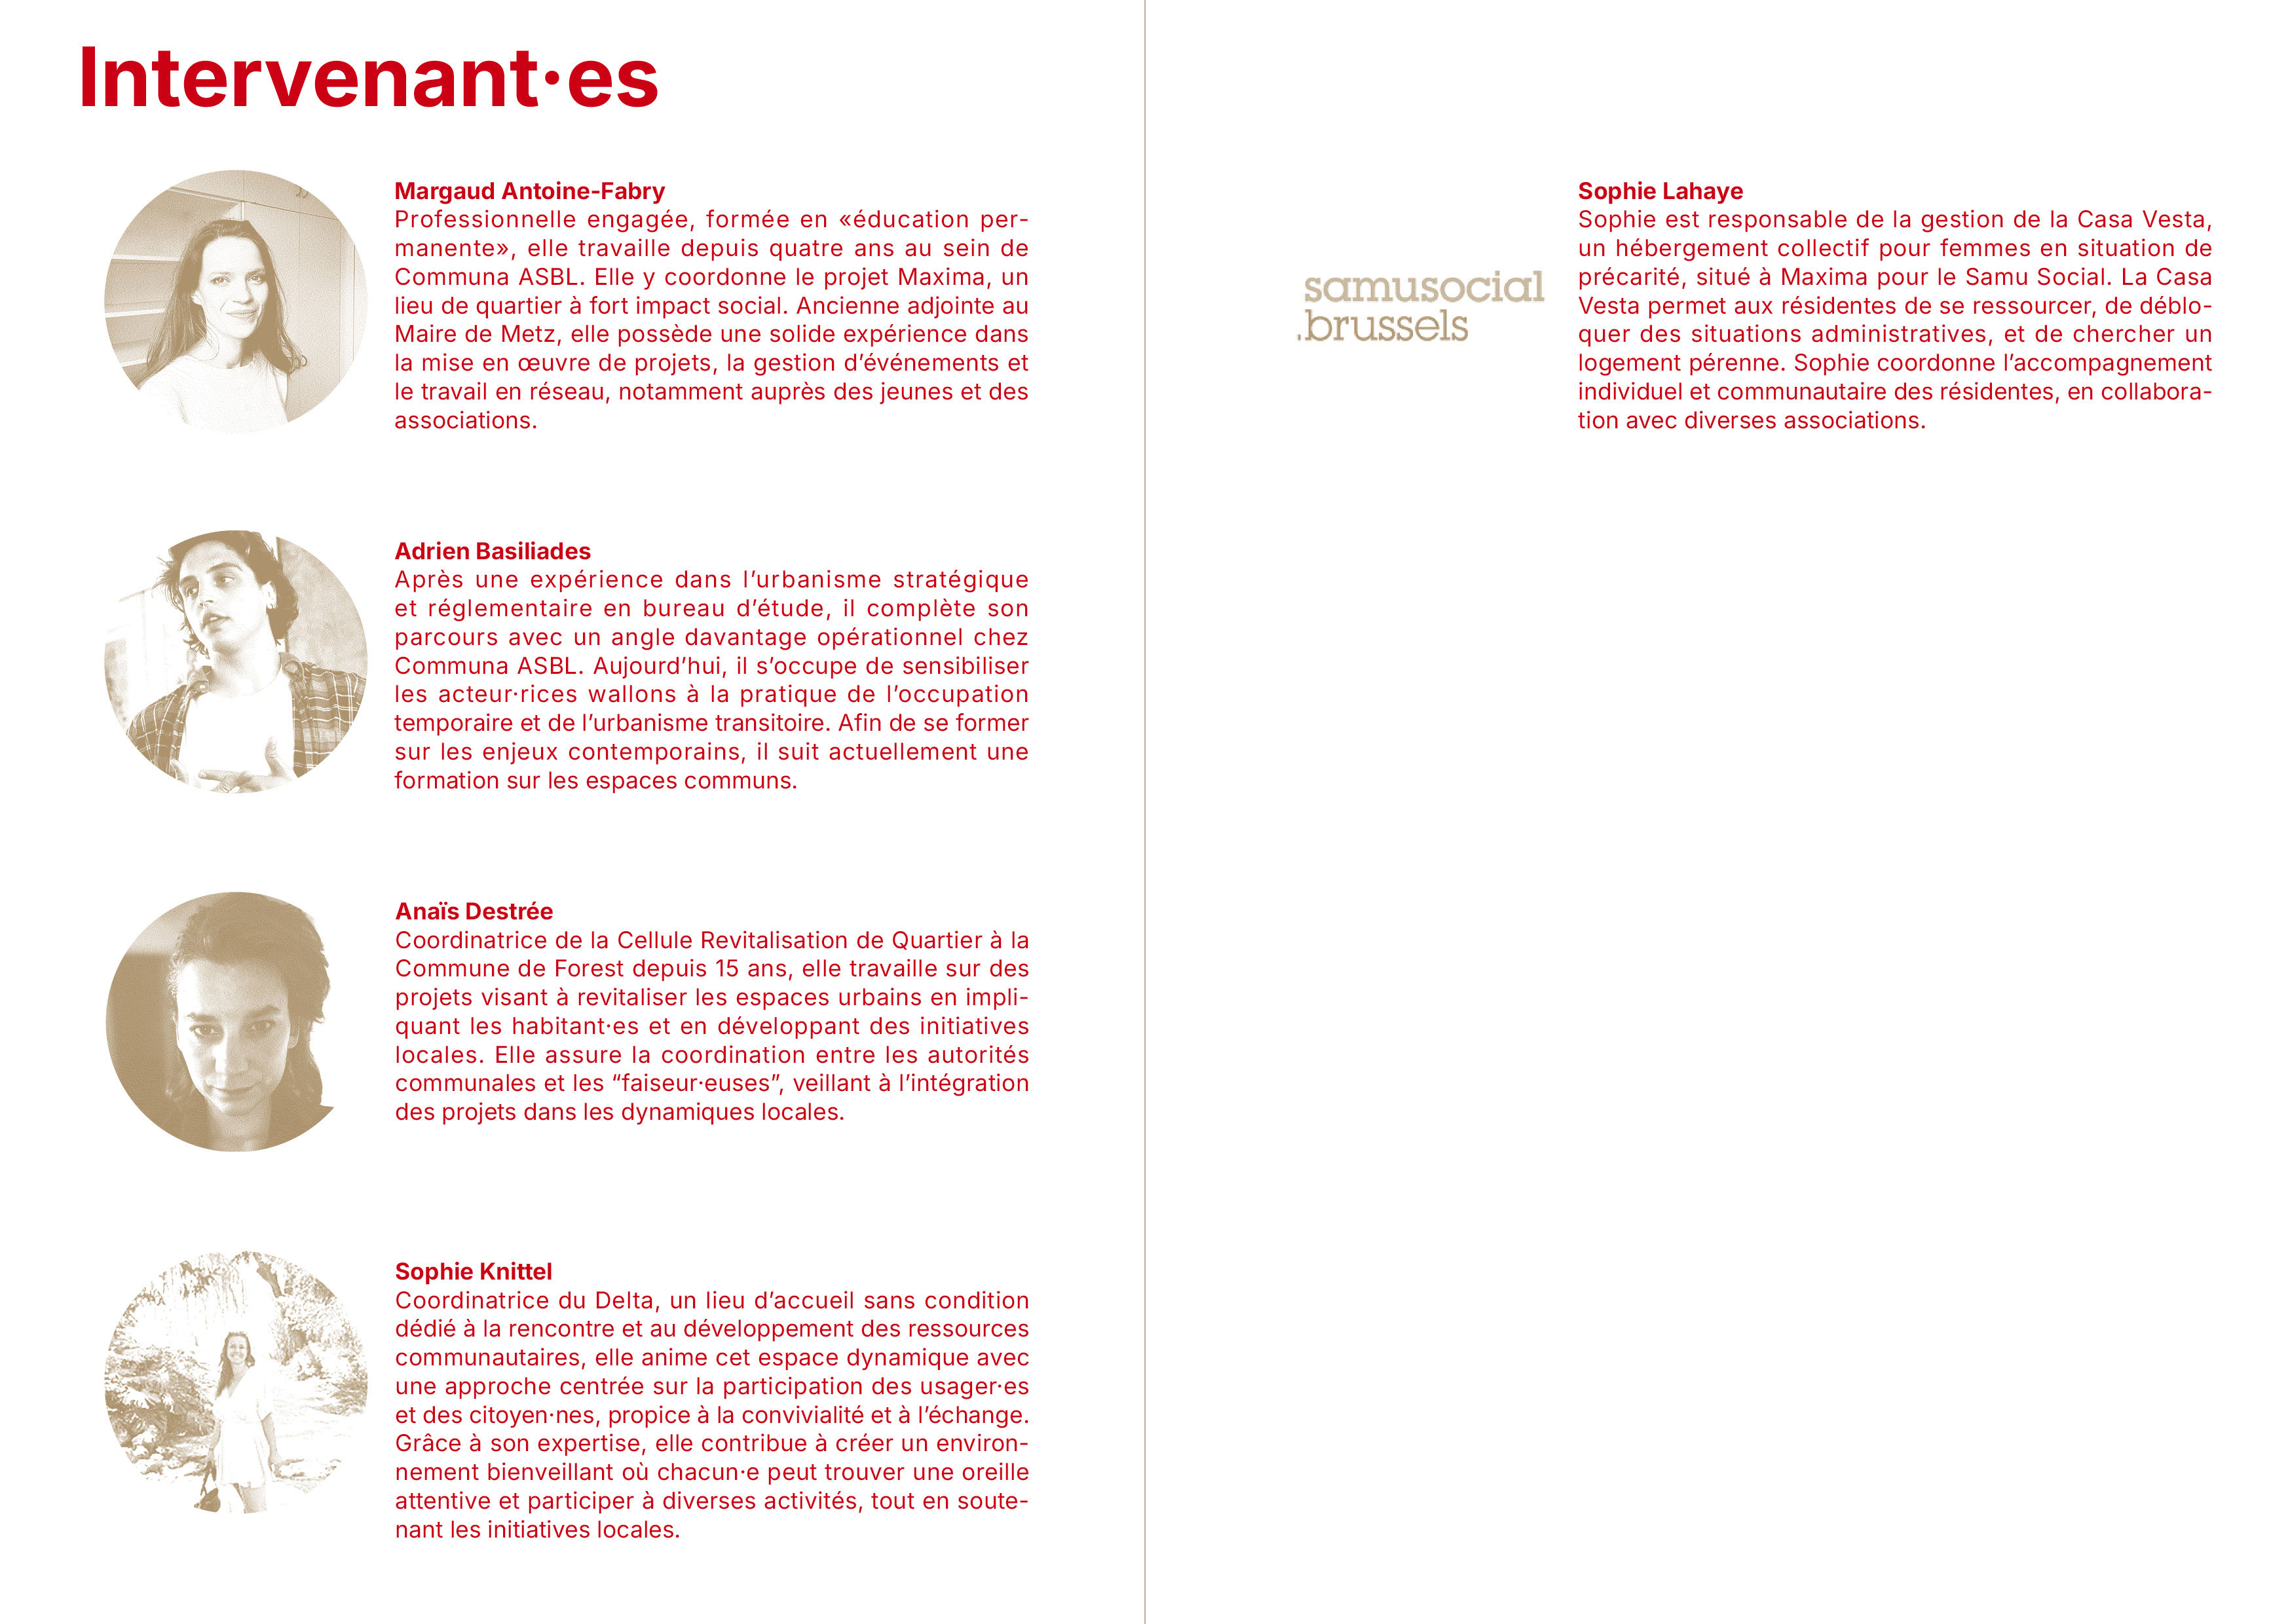 Intervenant·es
Margaud Antoine-Fabry
Professionnelle engagée, formée en «éducation per-
manente», elle travaille depuis quatre ans au sein de
Communa ASBL. Elle y coordonne le projet Maxima, un
lieu de quartier à fort impact social. Ancienne adjointe au
Maire de Metz, elle possède une solide expérience dans
la mise en œuvre de projets, la gestion d’événements et
le travail en réseau, notamment auprès des jeunes et des
associations.
Adrien Basiliades
Après une expérience dans l’urbanisme stratégique
et réglementaire en bureau d’étude, il complète son
parcours avec un angle davantage opérationnel chez
Communa ASBL. Aujourd’hui, il s’occupe de sensibiliser
les acteur·rices wallons à la pratique de l’occupation
temporaire et de l’urbanisme transitoire. Afin de se former
sur les enjeux contemporains, il suit actuellement une
formation sur les espaces communs.
Anaïs Destrée
Coordinatrice de la Cellule Revitalisation de Quartier à la
Commune de Forest depuis 15 ans, elle travaille sur des
projets visant à revitaliser les espaces urbains en impli-
quant les habitant·es et en développant des initiatives
locales. Elle assure la coordination entre les autorités
communales et les “faiseur·euses”, veillant à l’intégration
des projets dans les dynamiques locales.
Sophie Knittel
Coordinatrice du Delta, un lieu d’accueil sans condition
dédié à la rencontre et au développement des ressources
communautaires, elle anime cet espace dynamique avec
une approche centrée sur la participation des usager·es
et des citoyen·nes, propice à la convivialité et à l’échange.
Grâce à son expertise, elle contribue à créer un environ-
nement bienveillant où chacun·e peut trouver une oreille
attentive et participer à diverses activités, tout en soute-
nant les initiatives locales.
samusocial
.brussels
Sophie Lahaye
Sophie est responsable de la gestion de la Casa Vesta,
un hébergement collectif pour femmes en situation de
précarité, situé à Maxima pour le Samu Social. La Casa
Vesta permet aux résidentes de se ressourcer, de déblo-
quer des situations administratives, et de chercher un
logement pérenne. Sophie coordonne l’accompagnement
individuel et communautaire des résidentes, en collabora-
tion avec diverses associations.